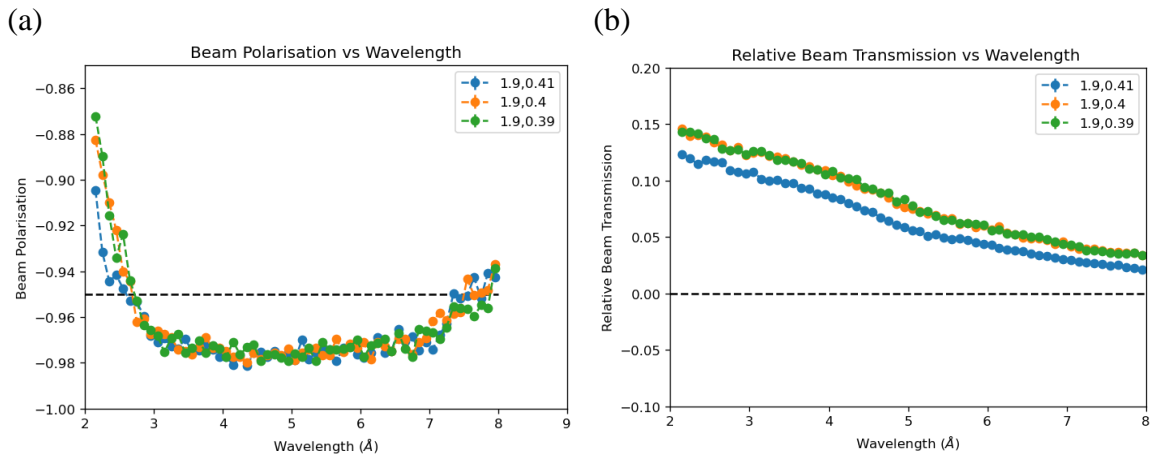 (a)
Beam Polarisation vs Wavelength
1.9,0.41
1.9,0.4
1.9,0.39
−0.86
−0.88
−0.90
−0.92
−0.94
−0.96
−0.98
−1.00
Beam Polarisation
2 3 4 5 6 7 8 9
Wavelength (Å)
(b)
Relative Beam Transmission vs Wavelength
1.9,0.41
1.9,0.4
1.9,0.39
0.20
0.15
0.10
0.05
0.00
−0.05
−0.10
Relative Beam Transmission
2 3 4 5 6 7 8
Wavelength (Å)